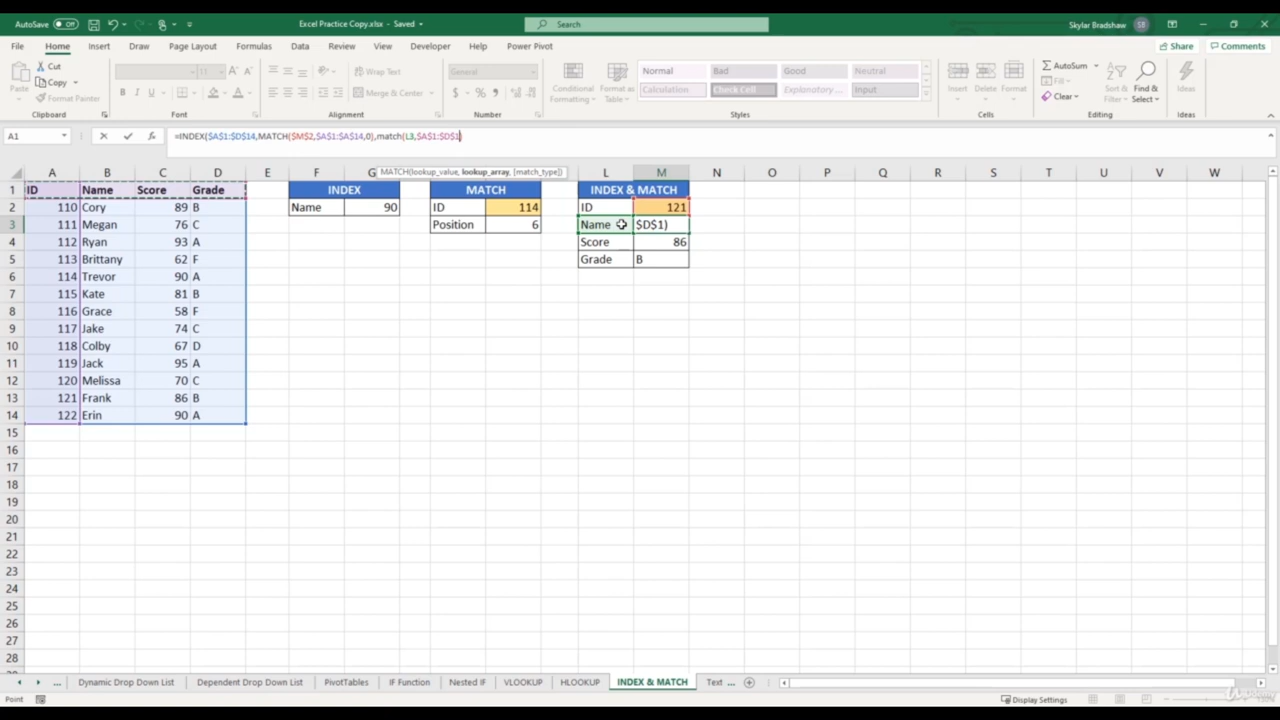 AutoSave Off Excel Practice Copy.xlsx - Saved Search Skylar Bradshaw SB
File Home Insert Draw Page Layout Formulas Data Review View Developer Help Power Pivot Share Comments
Paste Cut Copy Format Painter
11 A A Wrap Text Merge & Center
B I U
General $ % ,
Conditional Formatting Format as Table
Normal Bad Good Neutral
Calculation Check Cell Explanatory ... Input
Insert Delete Format
AutoSum Fill Clear
Sort & Filter Find & Select Ideas
Clipboard Font Alignment Number Styles Cells Editing Ideas
A1 fx =INDEX($A$1:$D$14,MATCH($M$2,$A$1:$A$14,0),match(L3,$A$1:$D$1)
MATCH(lookup_value, lookup_array, [match_type])
A B C D E F G L M N O P Q R S T U V W
1 ID Name Score Grade INDEX MATCH INDEX & MATCH
2 110 Cory 89 B Name 90 ID 114 ID 121
3 111 Megan 76 C Position 6 Name $D$1)
4 112 Ryan 93 A Score 86
5 113 Brittany 62 F Grade B
6 114 Trevor 90 A
7 115 Kate 81 B
8 116 Grace 58 F
9 117 Jake 74 C
10 118 Colby 67 D
11 119 Jack 95 A
12 120 Melissa 70 C
13 121 Frank 86 B
14 122 Erin 90 A
15
16
17
18
19
20
21
22
23
24
25
26
27
28
... Dynamic Drop Down List Dependent Drop Down List PivotTables IF Function Nested IF VLOOKUP HLOOKUP INDEX & MATCH Text ...
Point Display Settings